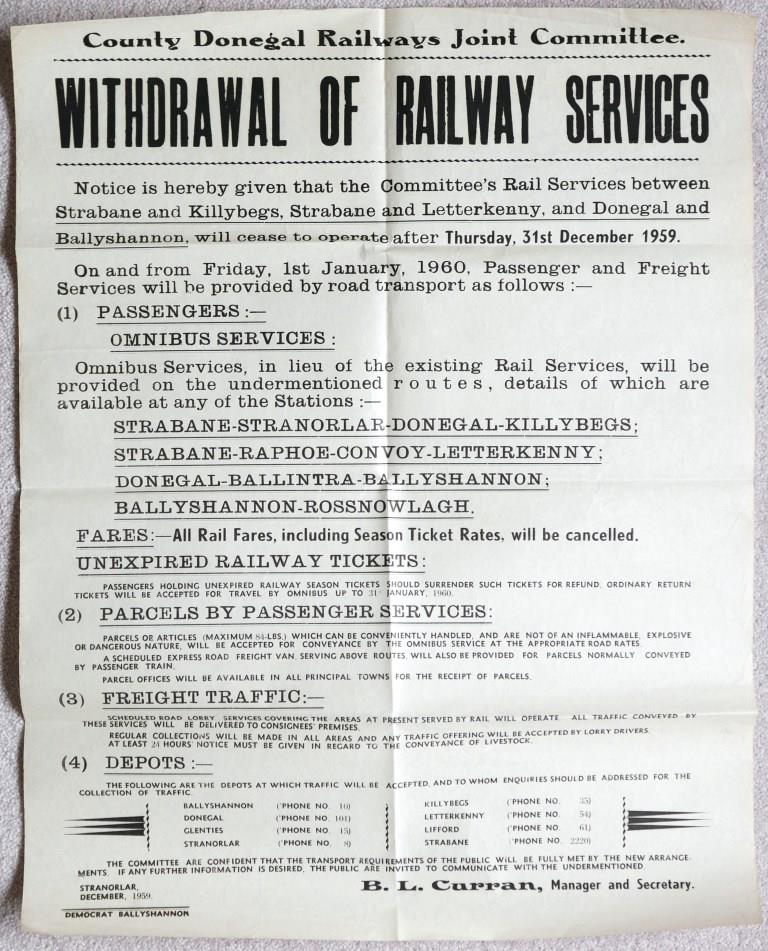 County Donegal Railways Joint Committee.
WITHDRAWAL OF RAILWAY SERVICES
Notice is hereby given that the Committee's Rail Services between
Strabane and Killybegs, Strabane and Letterkenny, and Donegal and
Ballyshannon, will cease to operate after Thursday, 31st December 1959.
On and from Friday, 1st January, 1960, Passenger and Freight
Services will be provided by road transport as follows :—
(1) PASSENGERS :—
OMNIBUS SERVICES :
Omnibus Services, in lieu of the existing Rail Services, will be
provided on the undermentioned routes, details of which are
available at any of the Stations :—
STRABANE-STRANORLAR-DONEGAL-KILLYBEGS;
STRABANE-RAPHOE-CONVOY-LETTERKENNY;
DONEGAL-BALLINTRA-BALLYSHANNON;
BALLYSHANNON-ROSSNOWLAGH.
FARES:—All Rail Fares, including Season Ticket Rates, will be cancelled.
UNEXPIRED RAILWAY TICKETS:
PASSENGERS HOLDING UNEXPIRED RAILWAY SEASON TICKETS SHOULD SURRENDER SUCH TICKETS FOR REFUND. ORDINARY RETURN
TICKETS WILL BE ACCEPTED FOR TRAVEL BY OMNIBUS UP TO 31st JANUARY, 1960.
(2) PARCELS BY PASSENGER SERVICES:
PARCELS OR ARTICLES (MAXIMUM 84-LBS.) WHICH CAN BE CONVENIENTLY HANDLED, AND ARE NOT OF AN INFLAMMABLE, EXPLOSIVE
OR DANGEROUS NATURE, WILL BE ACCEPTED FOR CONVEYANCE BY THE OMNIBUS SERVICE AT THE APPROPRIATE ROAD RATES.
A SCHEDULED EXPRESS ROAD FREIGHT VAN, SERVING ABOVE ROUTES, WILL ALSO BE PROVIDED FOR PARCELS NORMALLY CONVEYED
BY PASSENGER TRAIN.
PARCEL OFFICES WILL BE AVAILABLE IN ALL PRINCIPAL TOWNS FOR THE RECEIPT OF PARCELS.
(3) FREIGHT TRAFFIC:—
SCHEDULED ROAD LORRY SERVICES COVERING THE AREAS AT PRESENT SERVED BY RAIL WILL OPERATE. ALL TRAFFIC CONVEYED BY
THESE SERVICES WILL BE DELIVERED TO CONSIGNEES' PREMISES.
REGULAR COLLECTIONS WILL BE MADE IN ALL AREAS AND ANY TRAFFIC OFFERING WILL BE ACCEPTED BY LORRY DRIVERS.
AT LEAST 24 HOURS' NOTICE MUST BE GIVEN IN REGARD TO THE CONVEYANCE OF LIVESTOCK.
(4) DEPOTS :—
THE FOLLOWING ARE THE DEPOTS AT WHICH TRAFFIC WILL BE ACCEPTED, AND TO WHOM ENQUIRIES SHOULD BE ADDRESSED FOR THE
COLLECTION OF TRAFFIC.
BALLYSHANNON ('PHONE NO. 10)
DONEGAL ('PHONE NO. 101)
GLENTIES ('PHONE NO. 15)
STRANORLAR ('PHONE NO. 8)
KILLYBEGS ('PHONE NO. 35)
LETTERKENNY ('PHONE NO. 54)
LIFFORD ('PHONE NO. 61)
STRABANE ('PHONE NO. 2220)
THE COMMITTEE ARE CONFIDENT THAT THE TRANSPORT REQUIREMENTS OF THE PUBLIC WILL BE FULLY MET BY THE NEW ARRANGE-
MENTS. IF ANY FURTHER INFORMATION IS DESIRED, THE PUBLIC ARE INVITED TO COMMUNICATE WITH THE UNDERMENTIONED.
STRANORLAR,
DECEMBER, 1959.
B. L. Curran, Manager and Secretary.
DEMOCRAT BALLYSHANNON